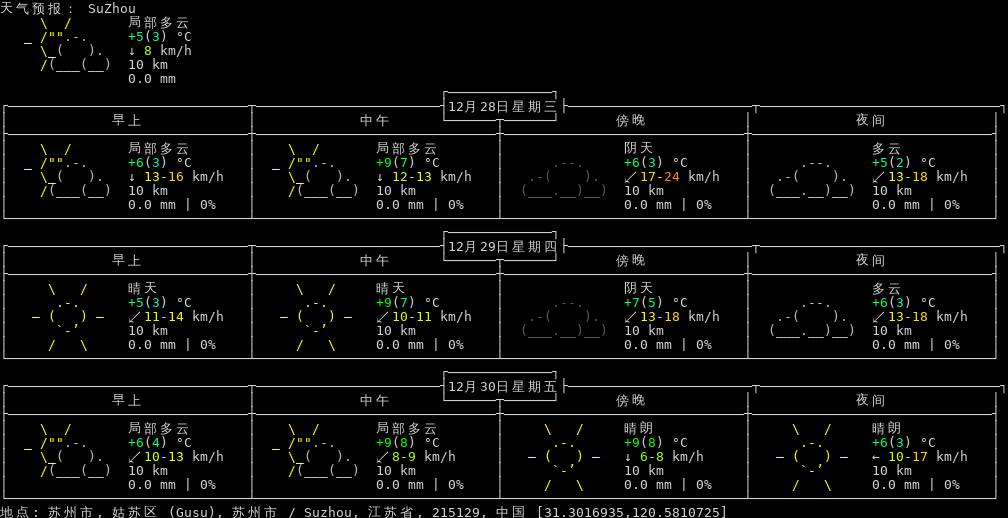 天气预报： SuZhou
局部多云
+5(3) °C
↓ 8 km/h
10 km
0.0 mm
12月28日星期三
早上 中午 傍晚 夜间
局部多云 局部多云 阴天 多云
+6(3) °C +9(7) °C +6(3) °C +5(2) °C
↓ 13-16 km/h ↓ 12-13 km/h ↙ 17-24 km/h ↙ 13-18 km/h
10 km 10 km 10 km 10 km
0.0 mm | 0% 0.0 mm | 0% 0.0 mm | 0% 0.0 mm | 0%
12月29日星期四
早上 中午 傍晚 夜间
晴天 晴天 阴天 多云
+5(3) °C +9(7) °C +7(5) °C +6(3) °C
↙ 11-14 km/h ↙ 10-11 km/h ↙ 13-18 km/h ↙ 13-18 km/h
10 km 10 km 10 km 10 km
0.0 mm | 0% 0.0 mm | 0% 0.0 mm | 0% 0.0 mm | 0%
12月30日星期五
早上 中午 傍晚 夜间
局部多云 局部多云 晴朗 晴朗
+6(4) °C +9(8) °C +9(8) °C +6(3) °C
↙ 10-13 km/h ↙ 8-9 km/h ↓ 6-8 km/h ← 10-17 km/h
10 km 10 km 10 km 10 km
0.0 mm | 0% 0.0 mm | 0% 0.0 mm | 0% 0.0 mm | 0%
地点: 苏州市, 姑苏区 (Gusu), 苏州市 / Suzhou, 江苏省, 215129, 中国 [31.3016935,120.5810725]